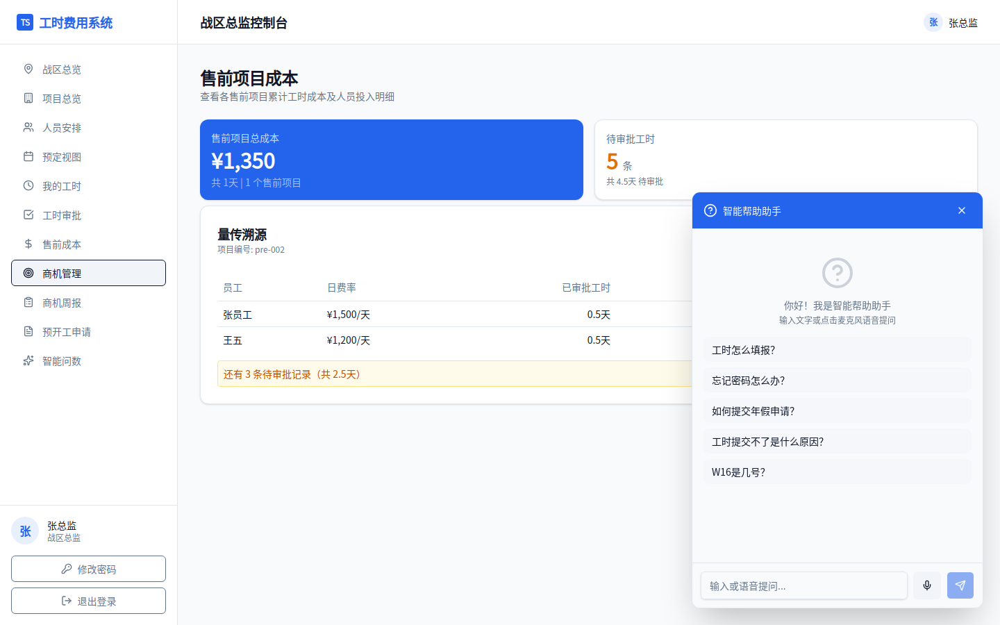 TS 工时费用系统
战区总览
项目总览
人员安排
预定视图
我的工时
工时审批
售前成本
商机管理
商机周报
预开工申请
智能问数
张
张总监
战区总监
修改密码
退出登录
战区总监控制台
张 张总监
售前项目成本
查看各售前项目累计工时成本及人员投入明细
售前项目总成本
¥1,350
共 1天 | 1 个售前项目
待审批工时
5 条
共 4.5天 待审批
量传溯源
项目编号: pre-002
员工 日费率 已审批工时
张员工 ¥1,500/天 0.5天
王五 ¥1,200/天 0.5天
还有 3 条待审批记录（共 2.5天）
智能帮助助手
你好！我是智能帮助助手
输入文字或点击麦克风语音提问
工时怎么填报？
忘记密码怎么办？
如何提交年假申请？
工时提交不了是什么原因？
W16是几号？
输入或语音提问...